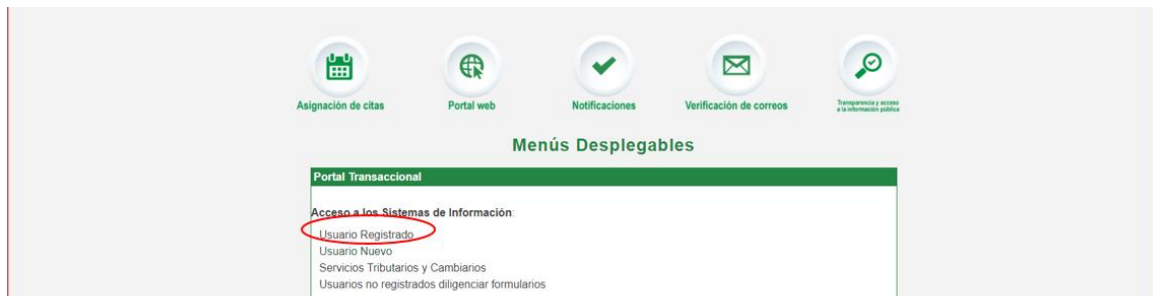 Asignación de citas
Portal web
Notificaciones
Verificación de correos
Transparencia y acceso
a la información pública
Menús Desplegables
Portal Transaccional
Acceso a los Sistemas de Información:
Usuario Registrado
Usuario Nuevo
Servicios Tributarios y Cambiarios
Usuarios no registrados diligenciar formularios